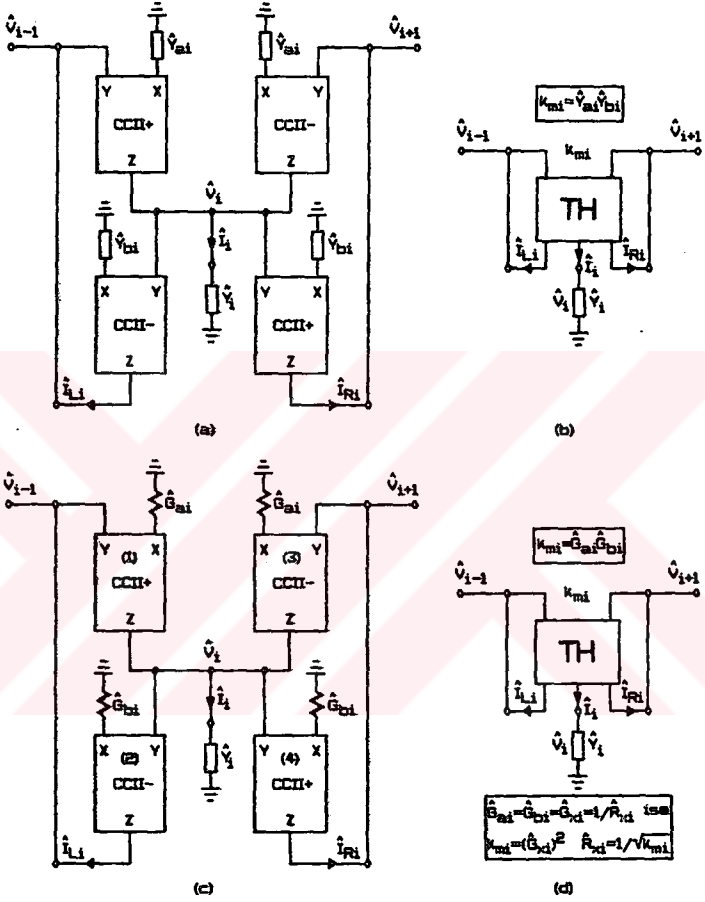 V̂i-1 Ŷai Ŷai V̂i+1
Y X X Y
CCII+ CCII-
Z Z
V̂i
Ŷbi Îi Ŷbi
X Y Ŷi Y X
CCII- CCII+
Z Z
ÎLi ÎRi
(a)
kmi=ŶaiŶbi
V̂i-1 kmi V̂i+1
TH
ÎLi Îi ÎRi
V̂i Ŷi
(b)
V̂i-1 Ĝai Ĝai V̂i+1
Y (1) X X (3) Y
CCII+ CCII-
Z Z
V̂i
Ĝbi Îi Ĝbi
X (2) Y Ŷi Y (4) X
CCII- CCII+
Z Z
ÎLi ÎRi
(c)
kmi=ĜaiĜbi
V̂i-1 kmi V̂i+1
TH
ÎLi Îi ÎRi
V̂i Ŷi
Ĝai=Ĝbi=Ĝxi=1/R̂xi ise
kmi=(Ĝxi)² R̂xi=1/√kmi
(d)